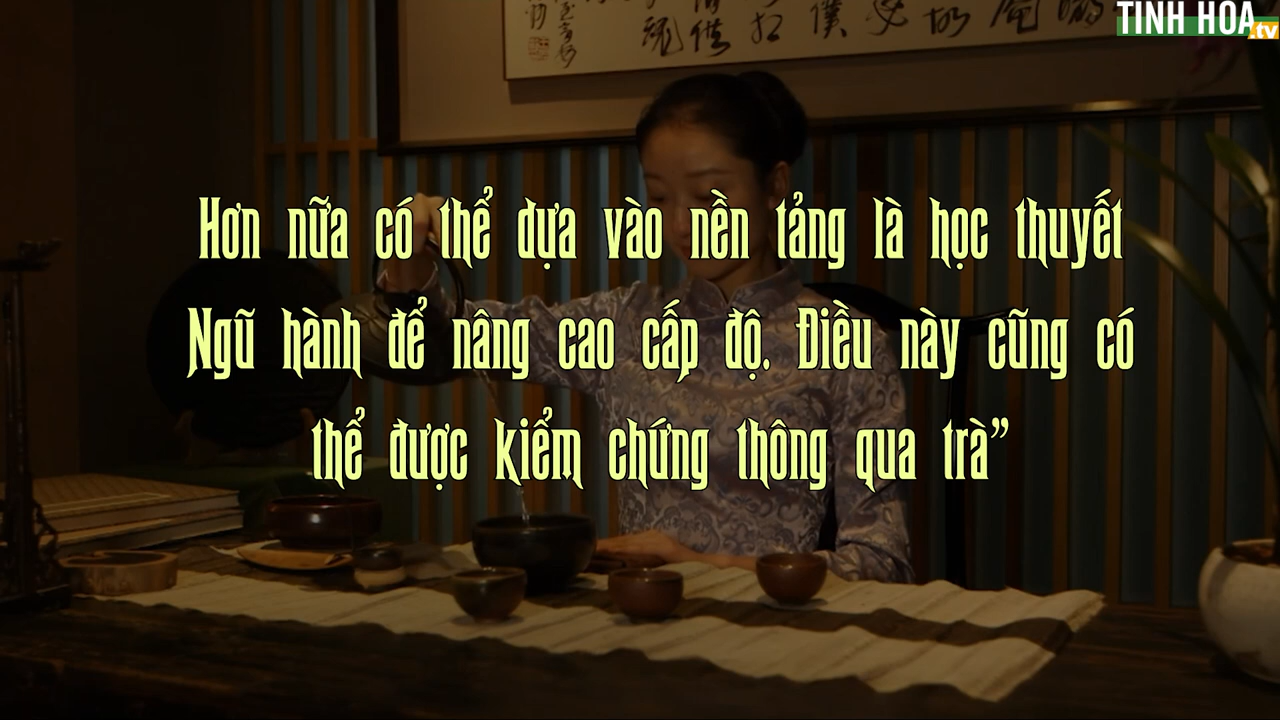 TINH HOA
.tv
Hơn nữa có thể dựa vào nền tảng là học thuyết
Ngũ hành để nâng cao cấp độ. Điều này cũng có
thể được kiểm chứng thông qua trà”